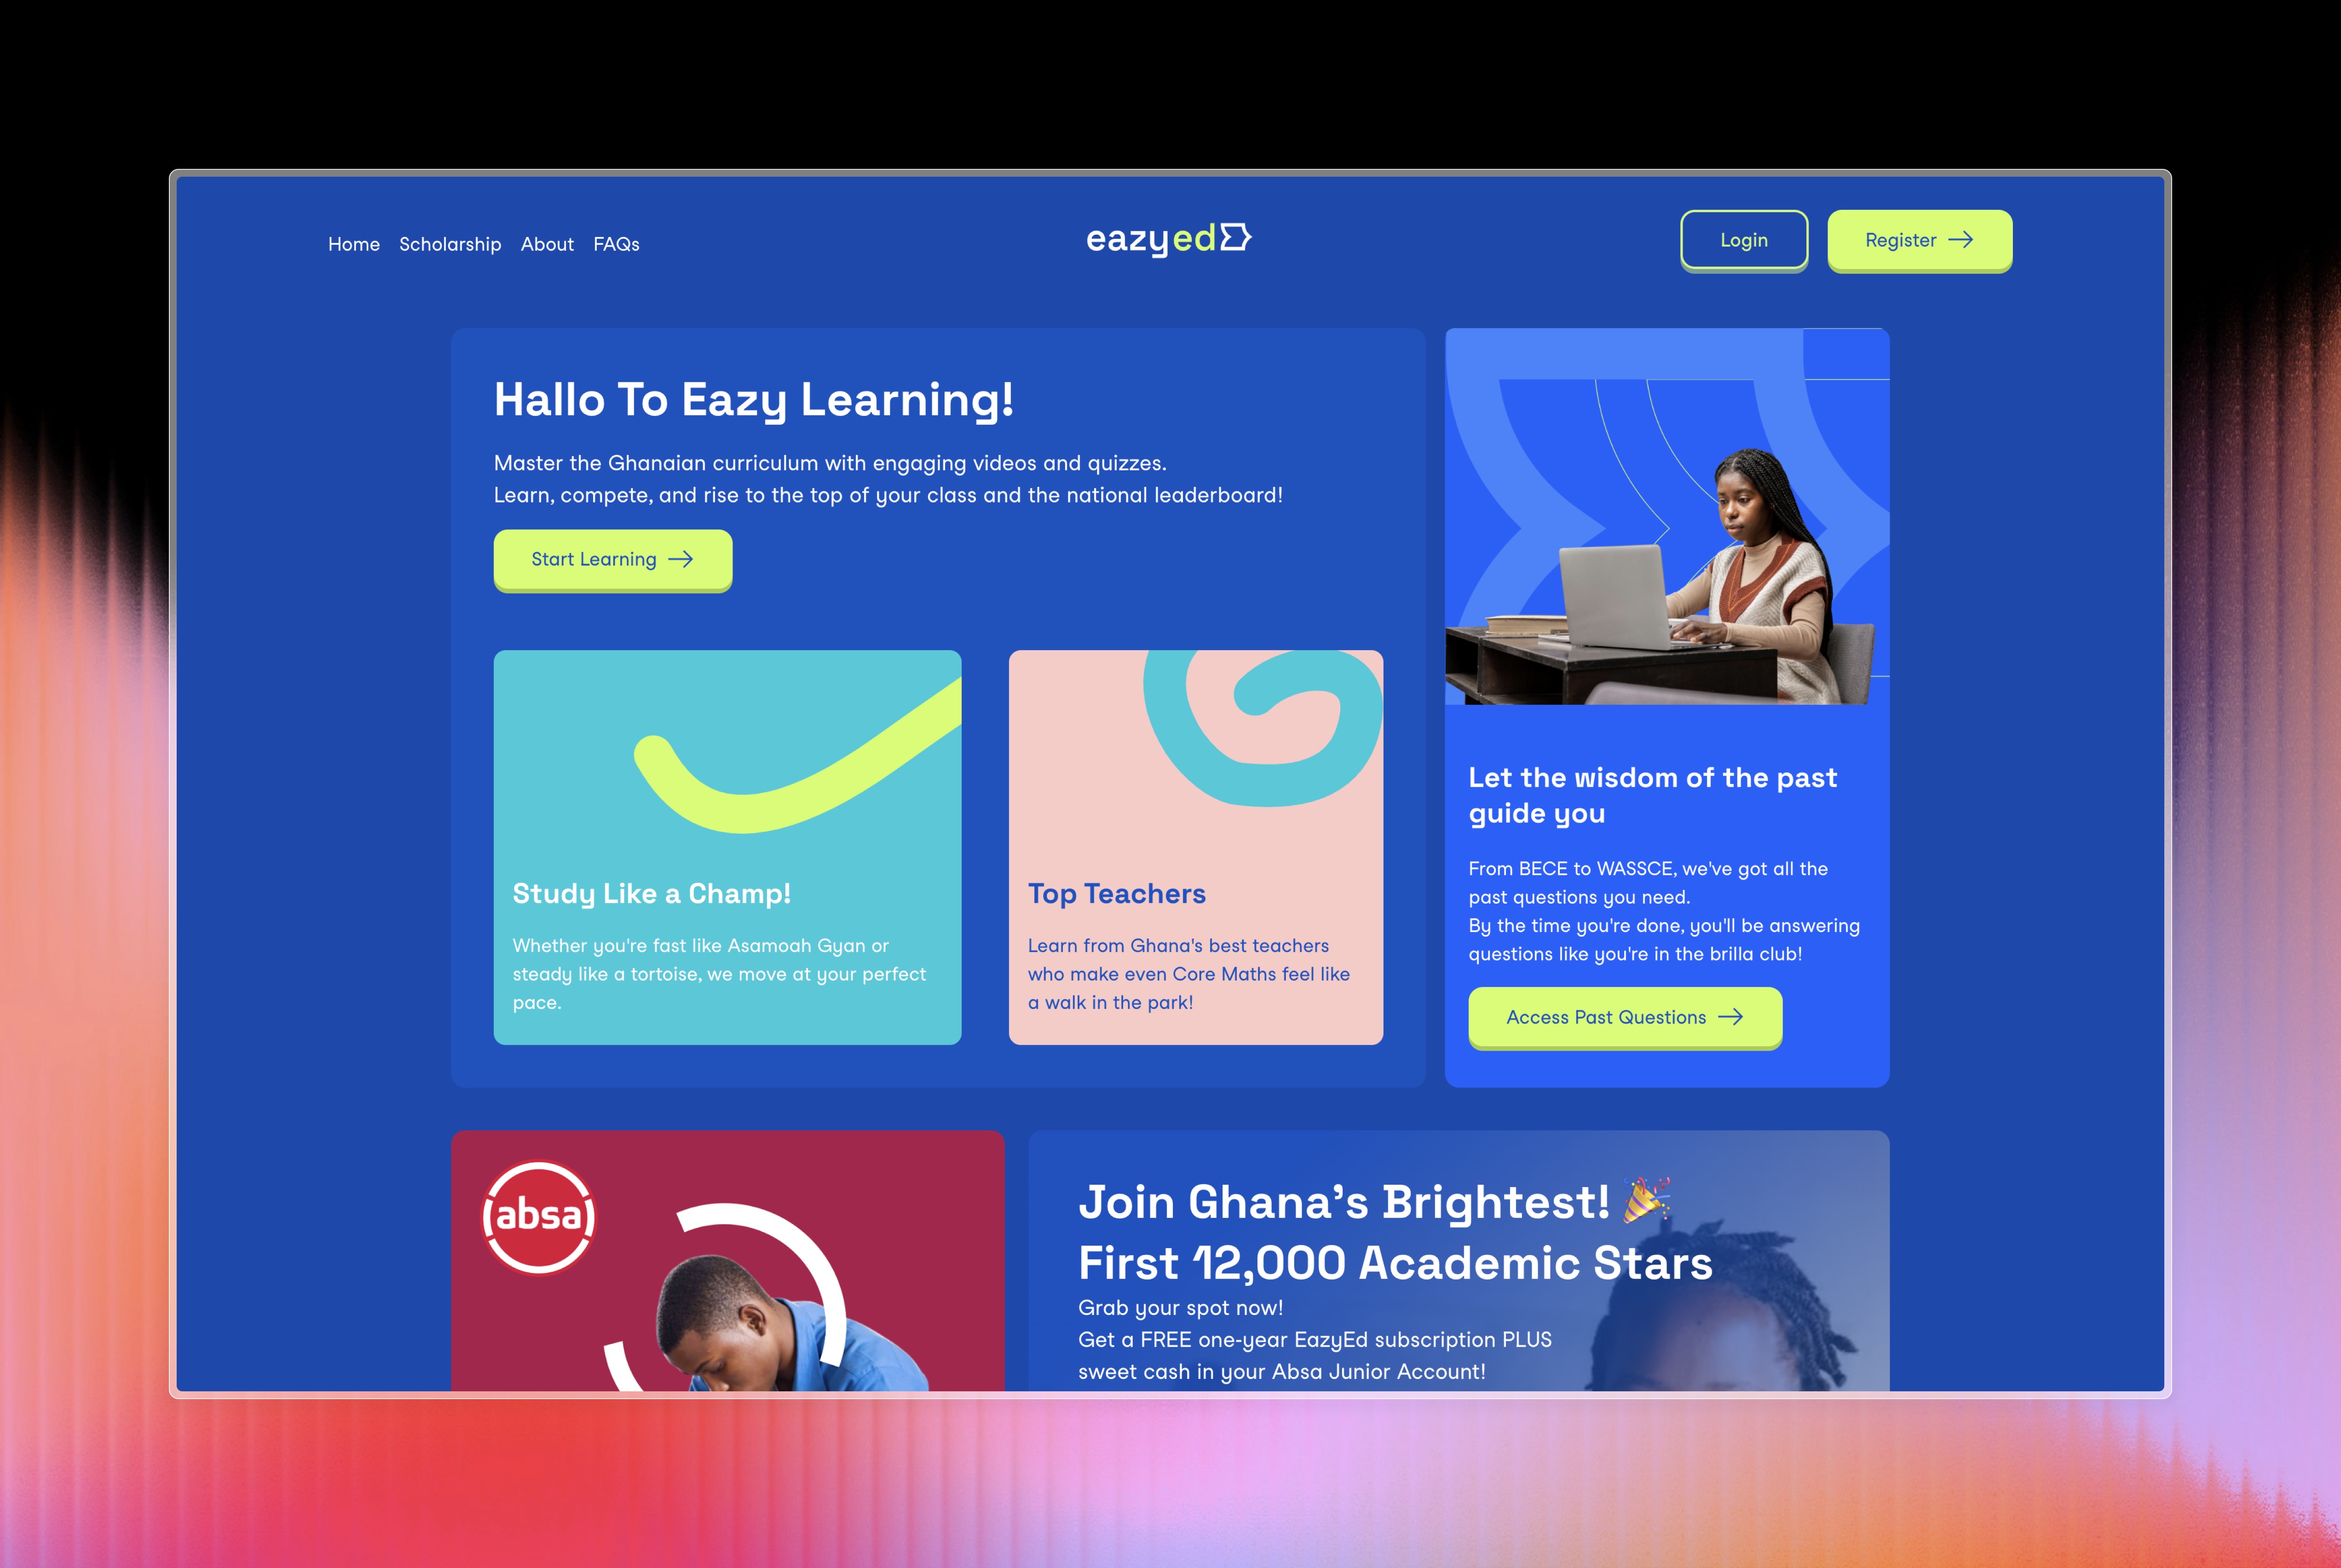 Home Scholarship About FAQs
eazyed
Login
Register
Hallo To Eazy Learning!
Master the Ghanaian curriculum with engaging videos and quizzes.
Learn, compete, and rise to the top of your class and the national leaderboard!
Start Learning
Study Like a Champ!
Whether you're fast like Asamoah Gyan or
steady like a tortoise, we move at your perfect
pace.
Top Teachers
Learn from Ghana's best teachers
who make even Core Maths feel like
a walk in the park!
Let the wisdom of the past
guide you
From BECE to WASSCE, we've got all the
past questions you need.
By the time you're done, you'll be answering
questions like you're in the brilla club!
Access Past Questions
absa
Join Ghana's Brightest! 🎉
First 12,000 Academic Stars
Grab your spot now!
Get a FREE one-year EazyEd subscription PLUS
sweet cash in your Absa Junior Account!